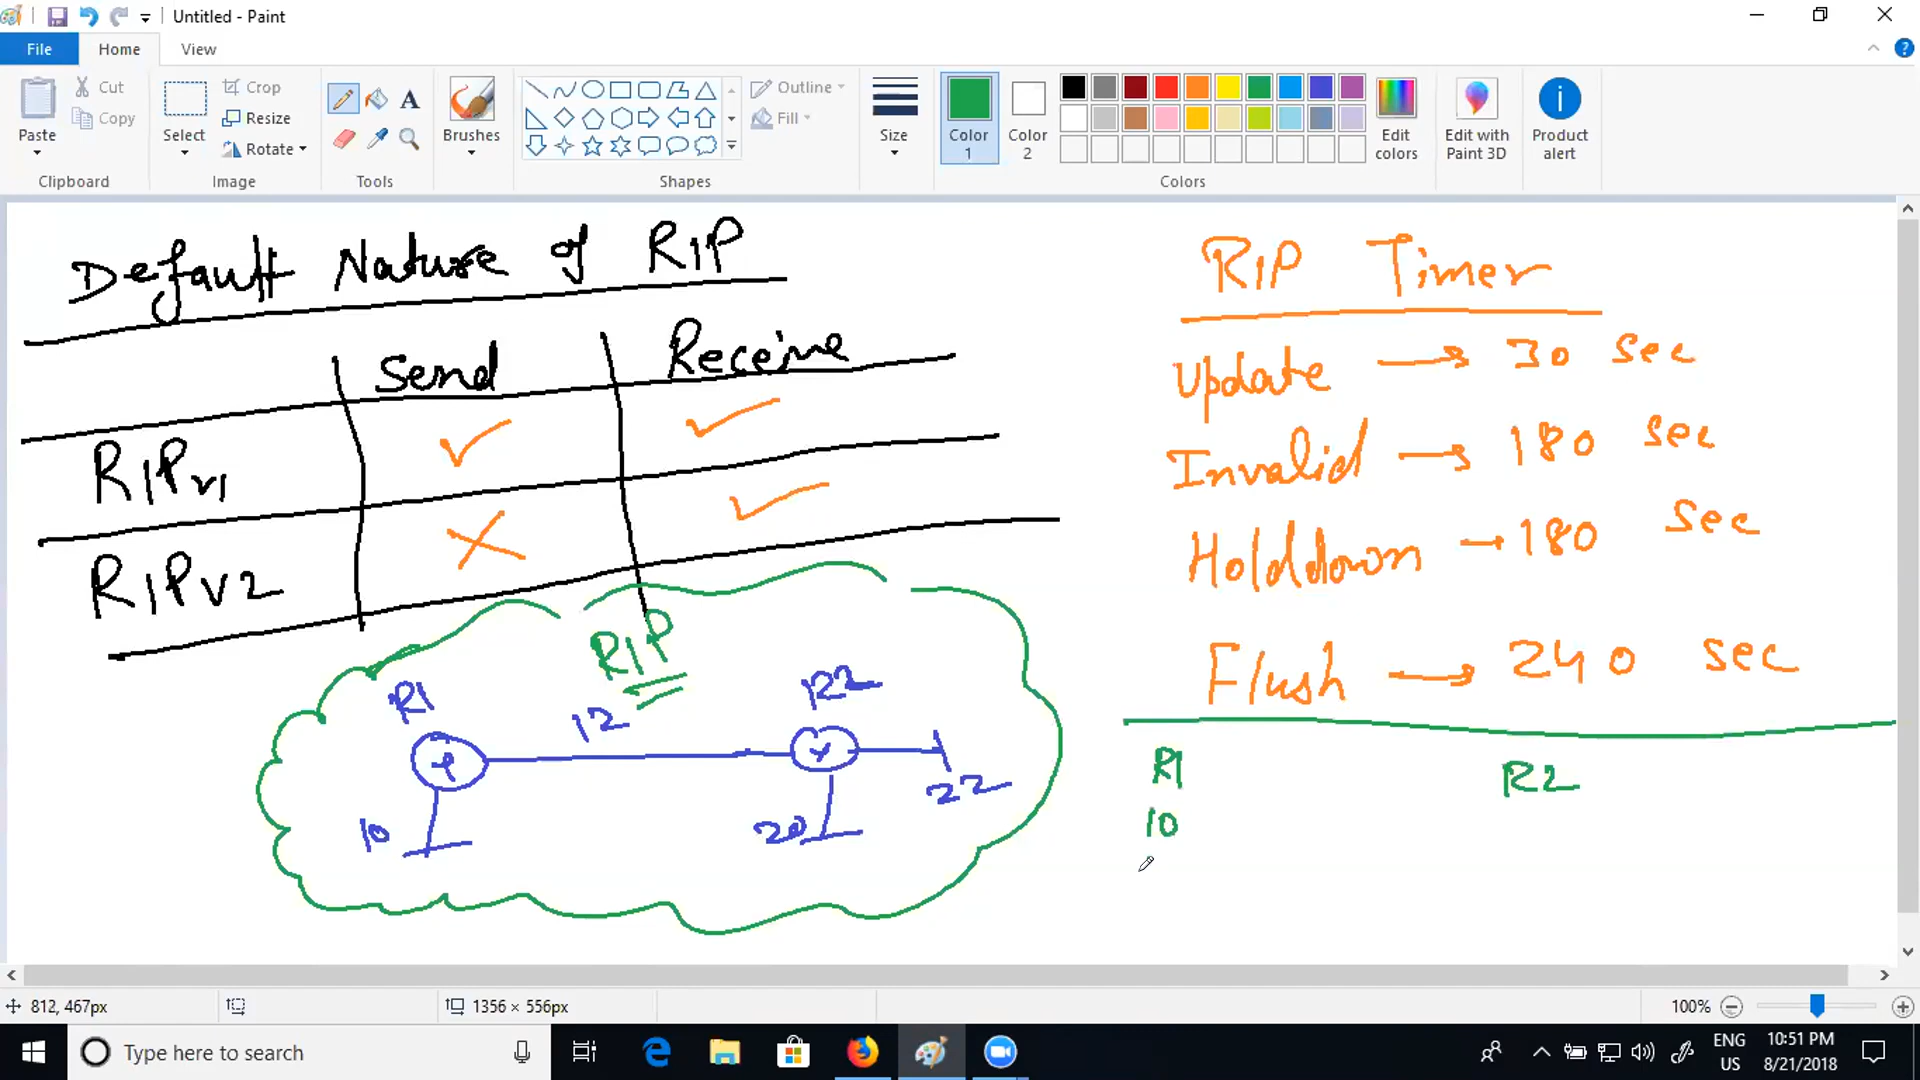 Untitled - Paint
File
Home
View
Paste
Cut
Copy
Clipboard
Select
Crop
Resize
Rotate
Image
A
Tools
Brushes
Outline
Fill
Shapes
Size
Color
1
Color
2
Edit
colors
Edit with
Paint 3D
Product
alert
Colors
Default Nature of RIP
Send
Receive
RIPv1
RIPv2
RIP
R1
12
R2
10
20
22
RIP Timer
Update → 30 sec
Invalid → 180 sec
Holddown → 180 sec
Flush → 240 sec
R1
R2
10
812, 467px
1356 × 556px
100%
Type here to search
ENG
US
10:51 PM
8/21/2018